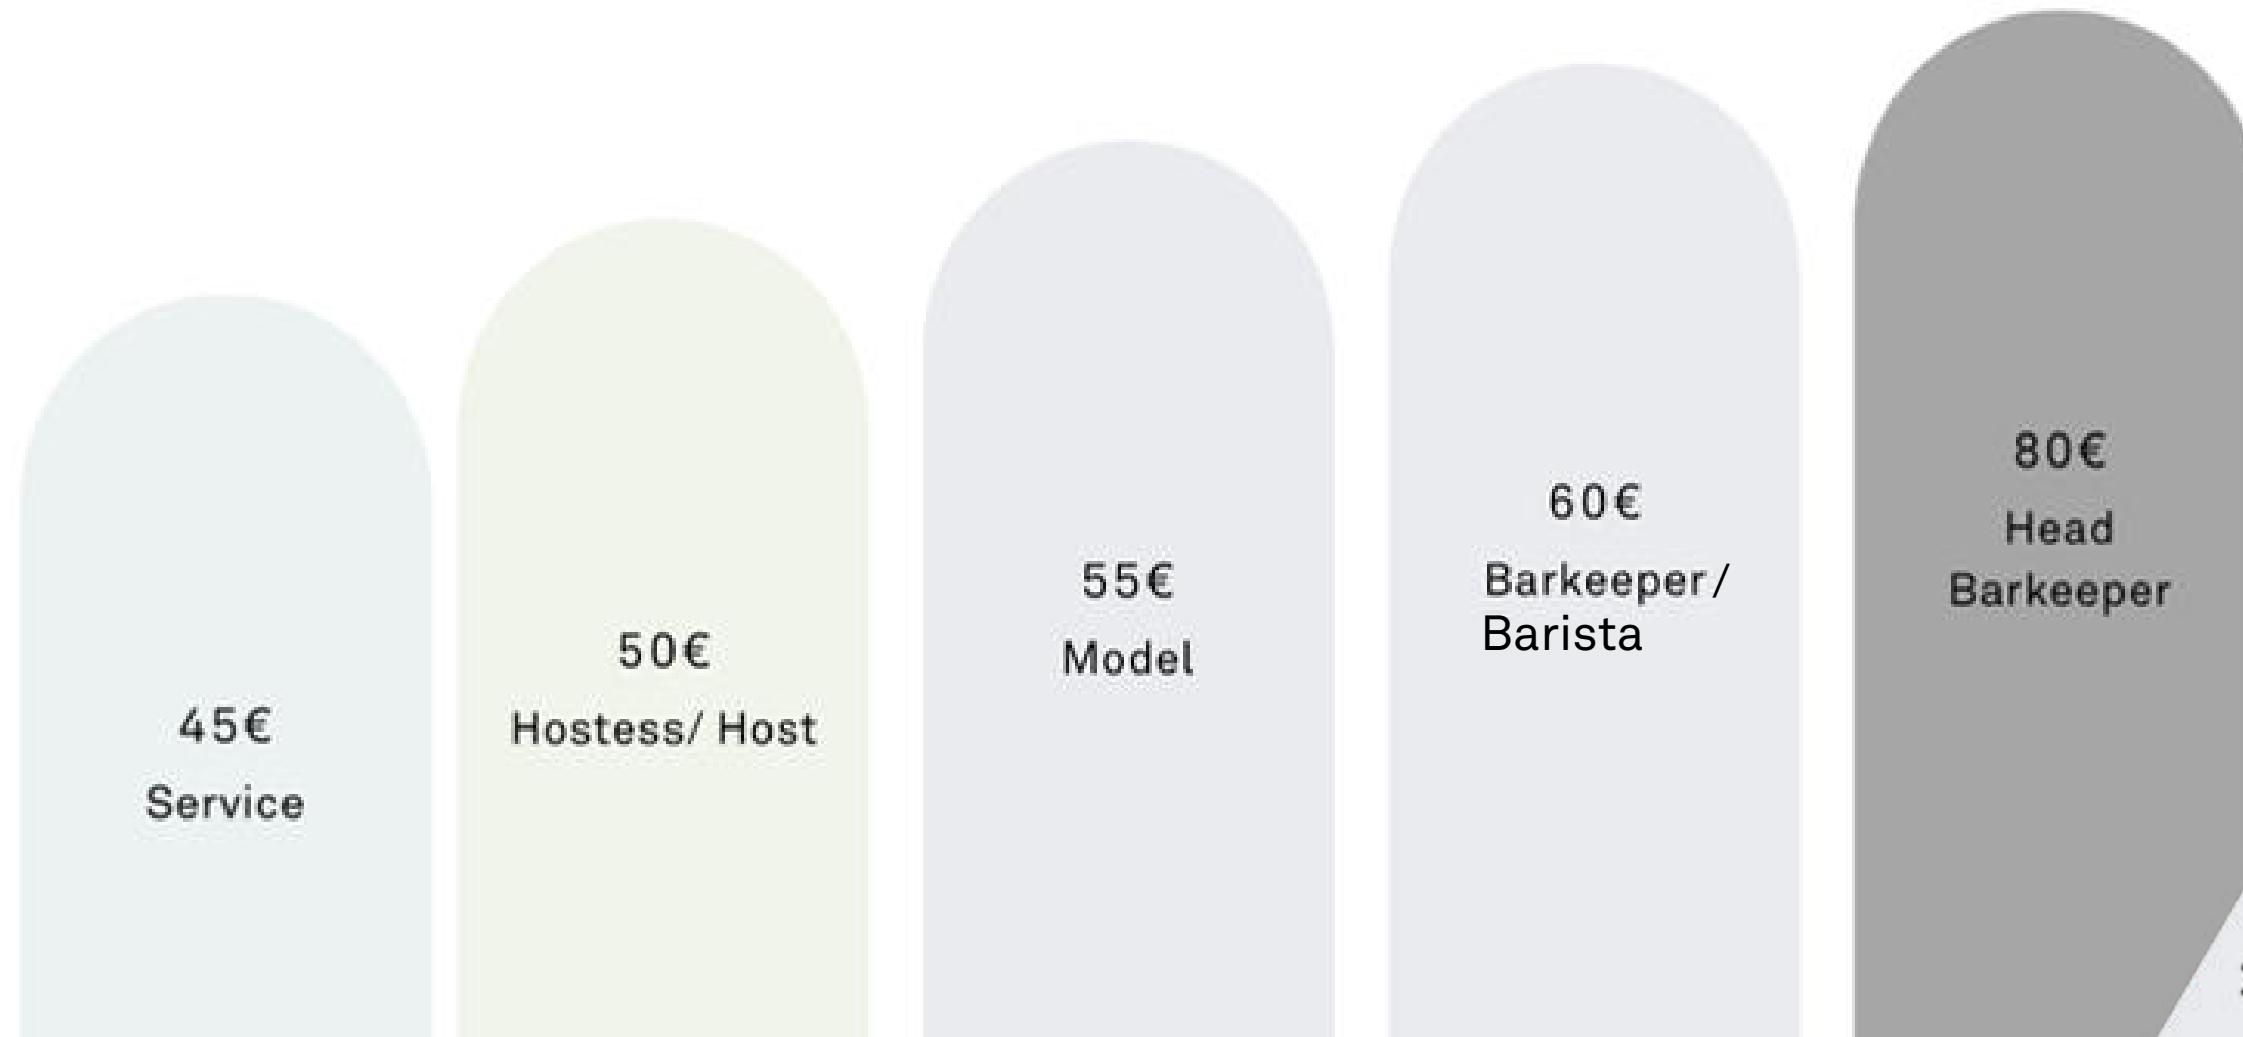 45€
Service
50€
Hostess/ Host
55€
Model
60€
Barkeeper/
Barista
80€
Head
Barkeeper